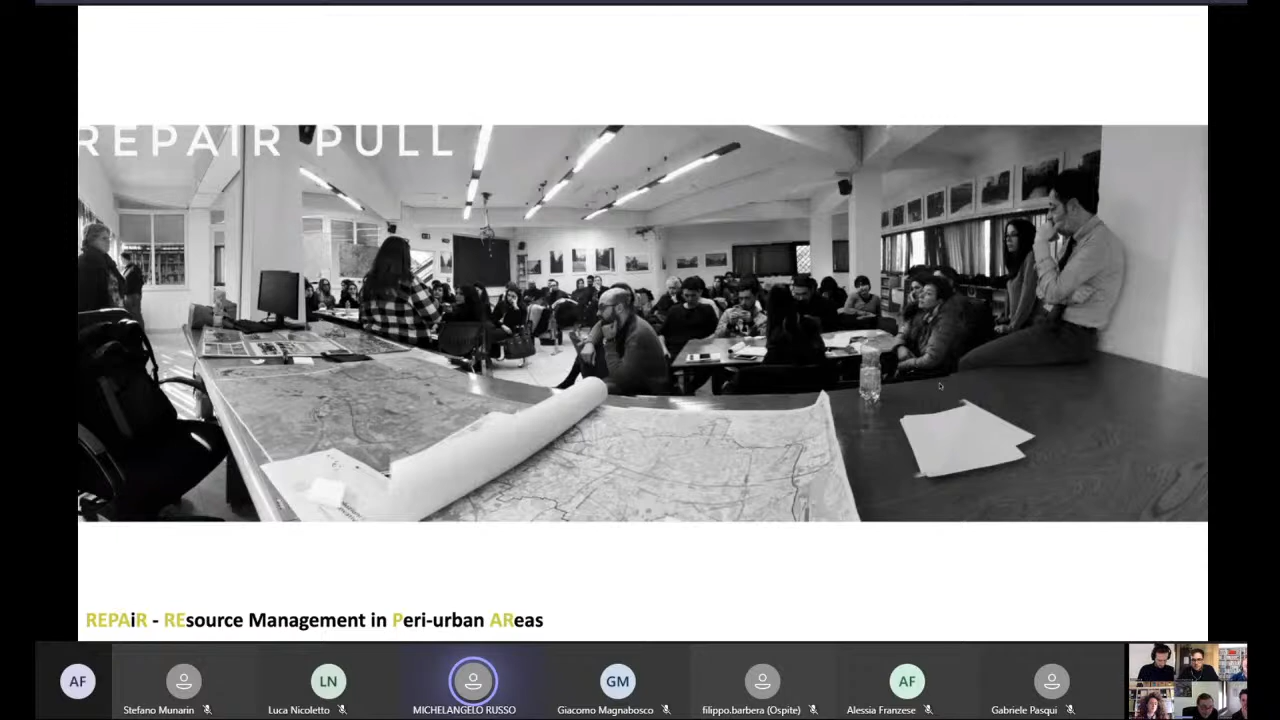 REPAiR PULL
REPAiR - REsource Management in Peri-urban AReas
AF
LN
GM
AF
Stefano Munarin
Luca Nicoletto
MICHELANGELO RUSSO
Giacomo Magnabosco
filippo.barbera (Ospite)
Alessia Franzese
Gabriele Pasqui